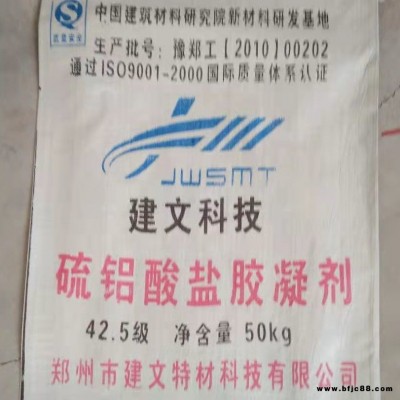 中国建筑材料研究院新材料研发基地
生产批号：豫郑工【2010】00202
通过ISO9001-2000国际质量体系认证
JWSMT
建文科技
硫铝酸盐胶凝剂
42.5级 净含量50kg
郑州市建文特材科技有限公司
www.bfjc88.com